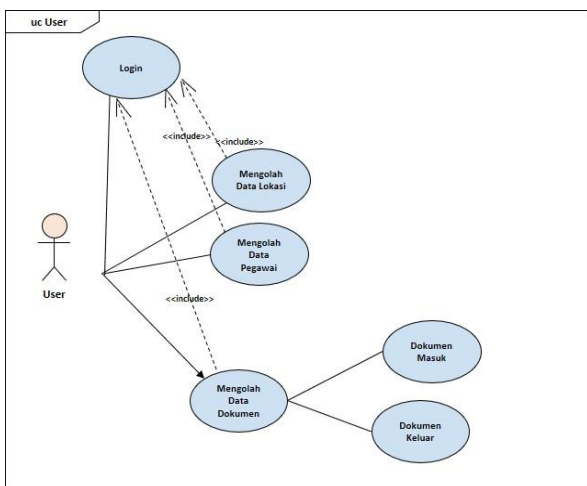 uc User
Login
<<include>>
<<include>>
Mengolah
Data Lokasi
Mengolah
Data
Pegawai
User
<<include>>
Dokumen
Masuk
Mengolah
Data
Dokumen
Dokumen
Keluar